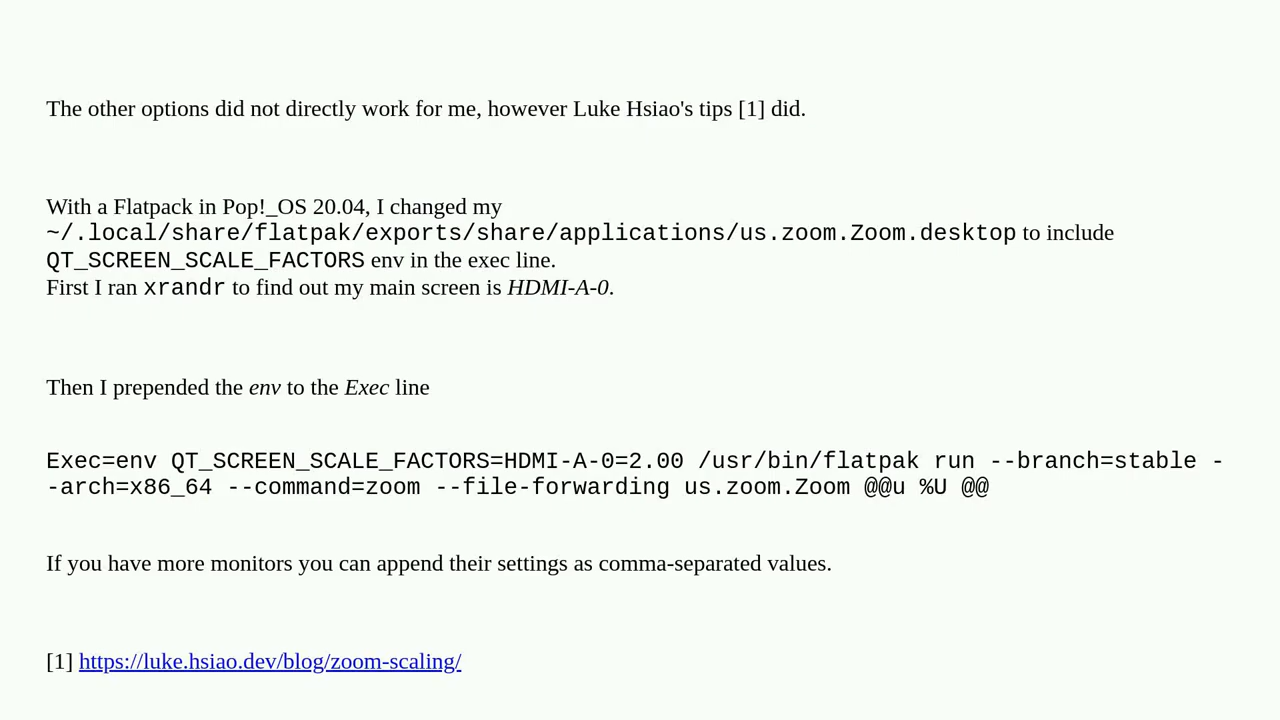 The other options did not directly work for me, however Luke Hsiao's tips [1] did.
With a Flatpack in Pop!_OS 20.04, I changed my
~/.local/share/flatpak/exports/share/applications/us.zoom.Zoom.desktop to include
QT_SCREEN_SCALE_FACTORS env in the exec line.
First I ran xrandr to find out my main screen is HDMI-A-0.
Then I prepended the env to the Exec line
Exec=env QT_SCREEN_SCALE_FACTORS=HDMI-A-0=2.00 /usr/bin/flatpak run --branch=stable -
-arch=x86_64 --command=zoom --file-forwarding us.zoom.Zoom @@u %U @@
If you have more monitors you can append their settings as comma-separated values.
[1] https://luke.hsiao.dev/blog/zoom-scaling/